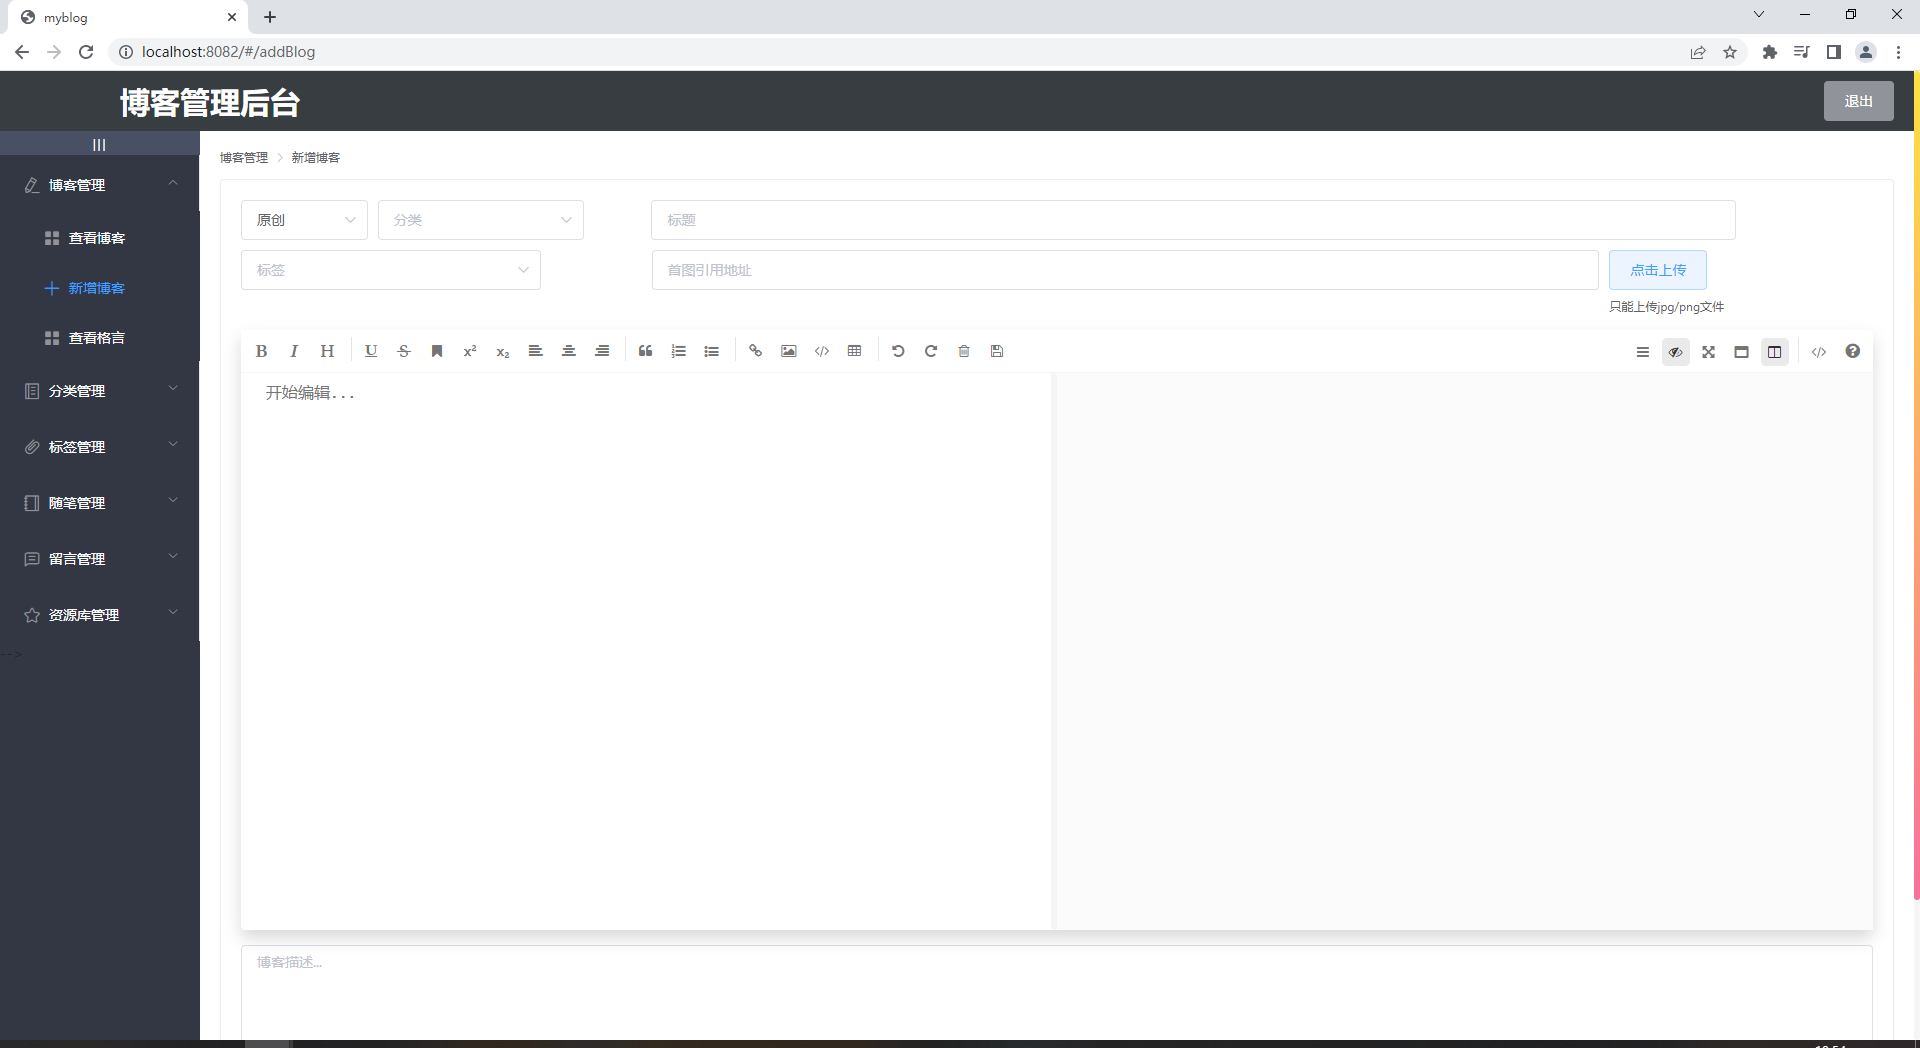 myblog
localhost:8082/#/addBlog
博客管理后台
退出
|||
博客管理
查看博客
新增博客
查看格言
分类管理
标签管理
随笔管理
留言管理
资源库管理
-->
博客管理 > 新增博客
原创
分类
标题
标签
首图引用地址
点击上传
只能上传jpg/png文件
开始编辑...
博客描述...